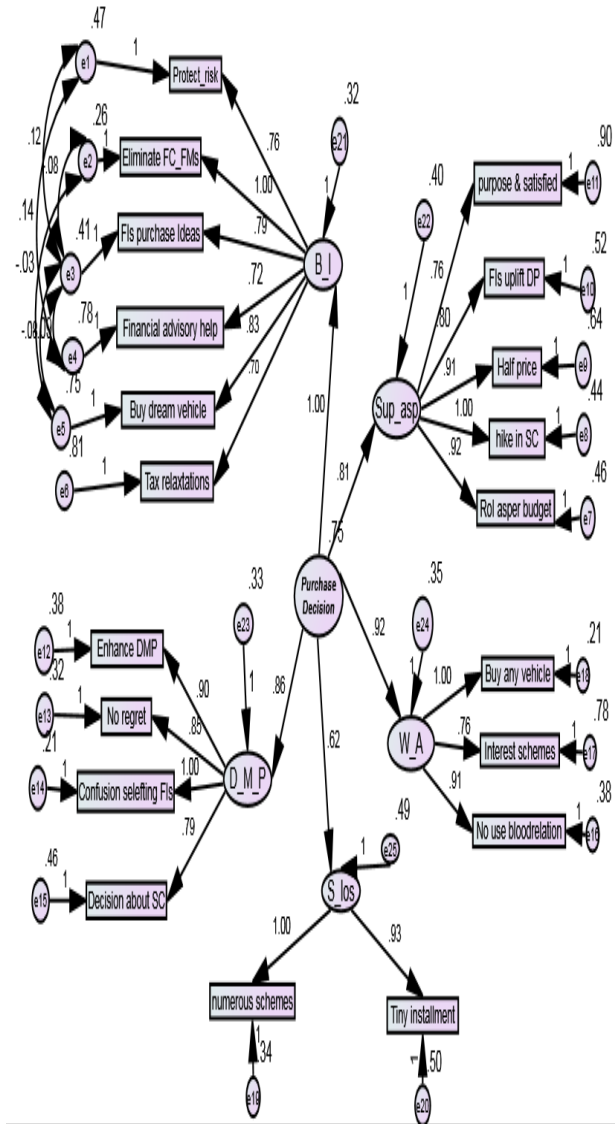 .47
e1
1
Protect_risk
.12
.08
.26
e2
1
Eliminate FC_FMs
.76
.32
e21
1
1.00
.14
.41
e3
1
FIs purchase Ideas
.79
B_I
-.03
.78
e4
1
Financial advisory help
.72
.75
e5
1
Buy dream vehicle
.83
.81
e6
1
Tax relaxtations
.70
1.00
.40
e22
1
Sup_asp
.81
.76
purpose & satisfied
1
e11
.90
.80
FIs uplift DP
1
e10
.52
.91
Half price
1
e9
.64
1.00
hike in SC
1
e8
.44
.92
RoI asper budget
1
e7
.46
.75
Purchase
Decision
.33
e23
1
.86
D_M_P
.38
e12
1
Enhance DMP
.90
.32
e13
1
No regret
.85
.21
e14
1
Confusion selefting FIs
1.00
.46
e15
1
Decision about SC
.79
.92
.35
e24
1
W_A
1.00
Buy any vehicle
1
e18
.21
.76
Interest schemes
1
e17
.78
.91
No use bloodrelation
1
e16
.38
.62
.49
e25
1
S_los
1.00
.93
numerous schemes
1
.34
e19
Tiny installment
1
.50
e20